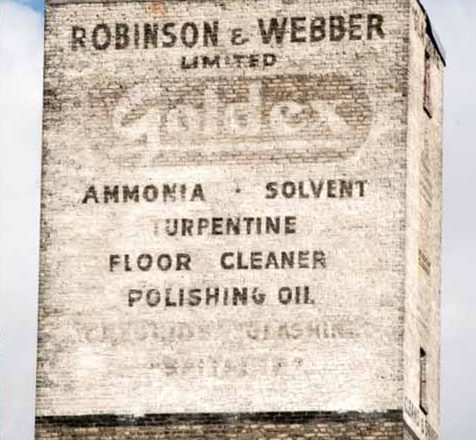 ROBINSON & WEBBER
LIMITED
Goldex
AMMONIA · SOLVENT
TURPENTINE
FLOOR CLEANER
POLISHING OIL